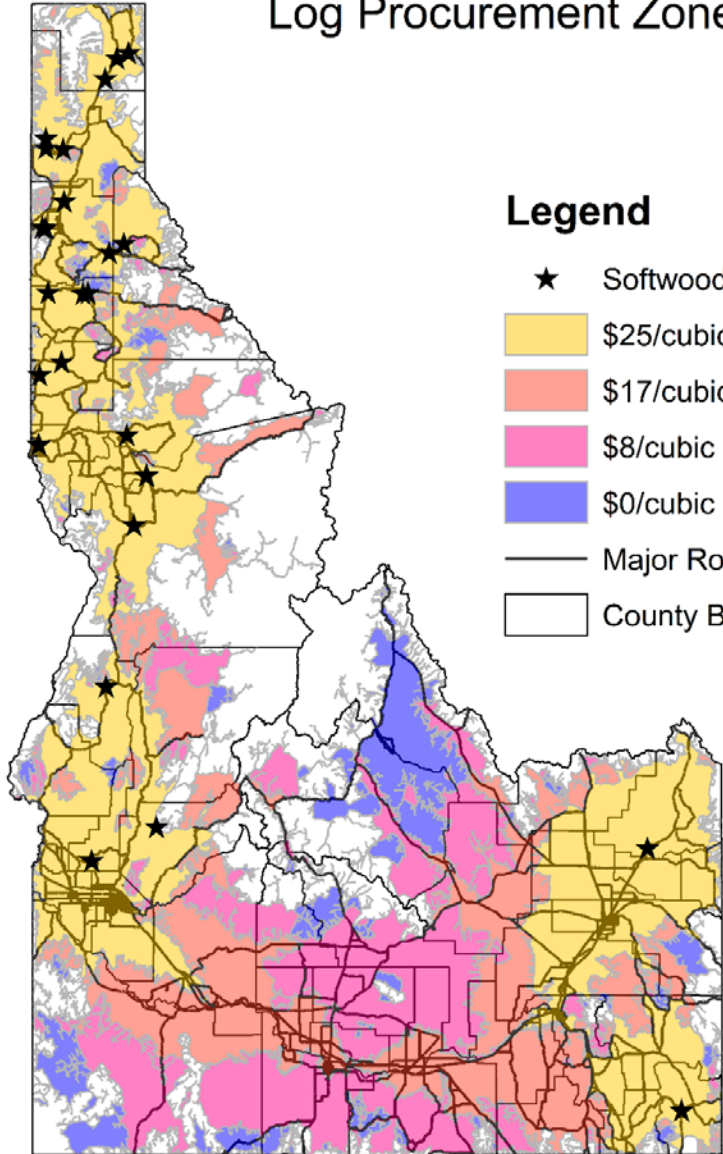 Log Procurement Zone
Legend
Softwood
$25/cubic
$17/cubic
$8/cubic
$0/cubic
Major Ro
County B